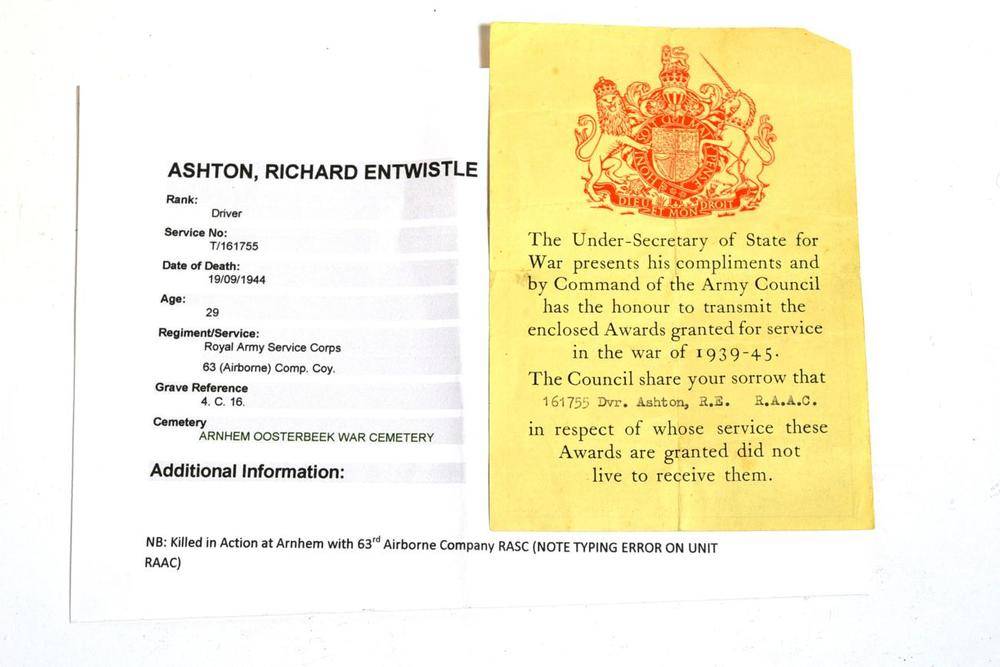 ASHTON, RICHARD ENTWISTLE
Rank:
Driver
Service No:
T/161755
Date of Death:
19/09/1944
Age:
29
Regiment/Service:
Royal Army Service Corps
63 (Airborne) Comp. Coy.
Grave Reference
4. C. 16.
Cemetery
ARNHEM OOSTERBEEK WAR CEMETERY
Additional Information:
NB: Killed in Action at Arnhem with 63rd Airborne Company RASC (NOTE TYPING ERROR ON UNIT
RAAC)
HONI SOIT QUI MAL Y PENSE
DIEU ET MON DROIT
The Under-Secretary of State for
War presents his compliments and
by Command of the Army Council
has the honour to transmit the
enclosed Awards granted for service
in the war of 1939-45.
The Council share your sorrow that
161755 Dvr. Ashton, R.E. R.A.A.C.
in respect of whose service these
Awards are granted did not
live to receive them.